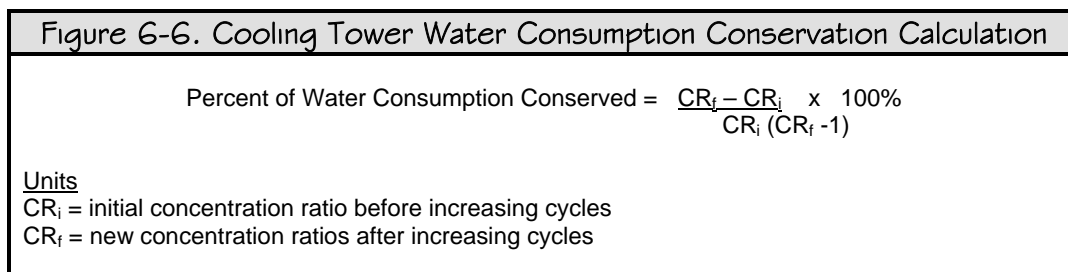 Figure 6-6. Cooling Tower Water Consumption Conservation Calculation
Percent of Water Consumption Conserved = CRf – CRi x 100%
CRi (CRf -1)
Units
CRi = initial concentration ratio before increasing cycles
CRf = new concentration ratios after increasing cycles